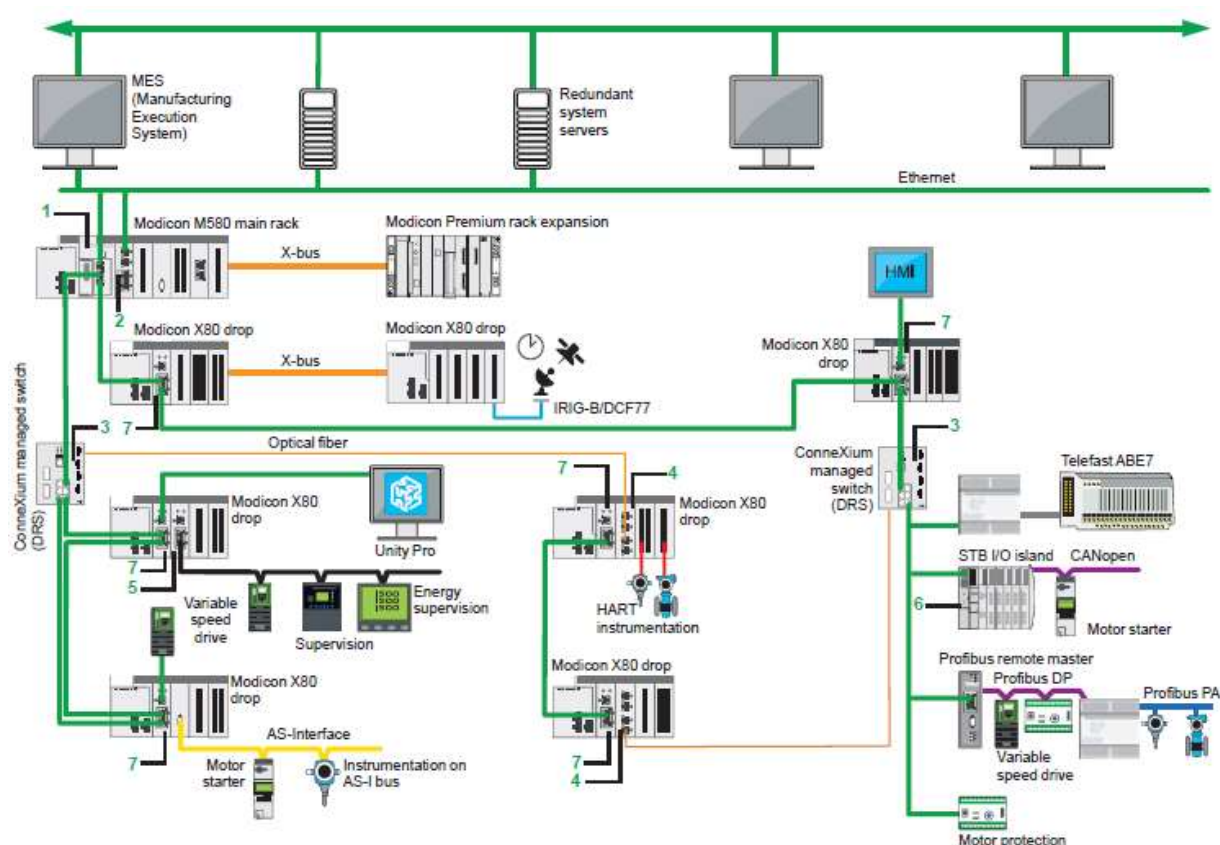 MES
(Manufacturing
Execution
System)
Redundant
system
servers
Ethernet
1
Modicon M580 main rack
Modicon Premium rack expansion
X-bus
HMI
2
Modicon X80 drop
Modicon X80 drop
7
Modicon X80
drop
X-bus
IRIG-B/DCF77
3
7
Optical fiber
ConneXium managed switch
(DRS)
3
ConneXium
managed
switch
(DRS)
Telefast ABE7
7
4
Modicon X80
drop
Modicon X80
drop
Unity Pro
7
5
STB I/O island
CANopen
Variable
speed drive
Energy
supervision
Supervision
HART
instrumentation
6
Motor starter
Modicon X80 drop
Modicon X80
drop
Profibus remote master
Profibus DP
Profibus PA
7
AS-Interface
7
4
Motor
starter
Instrumentation on
AS-I bus
Variable
speed drive
Motor protection